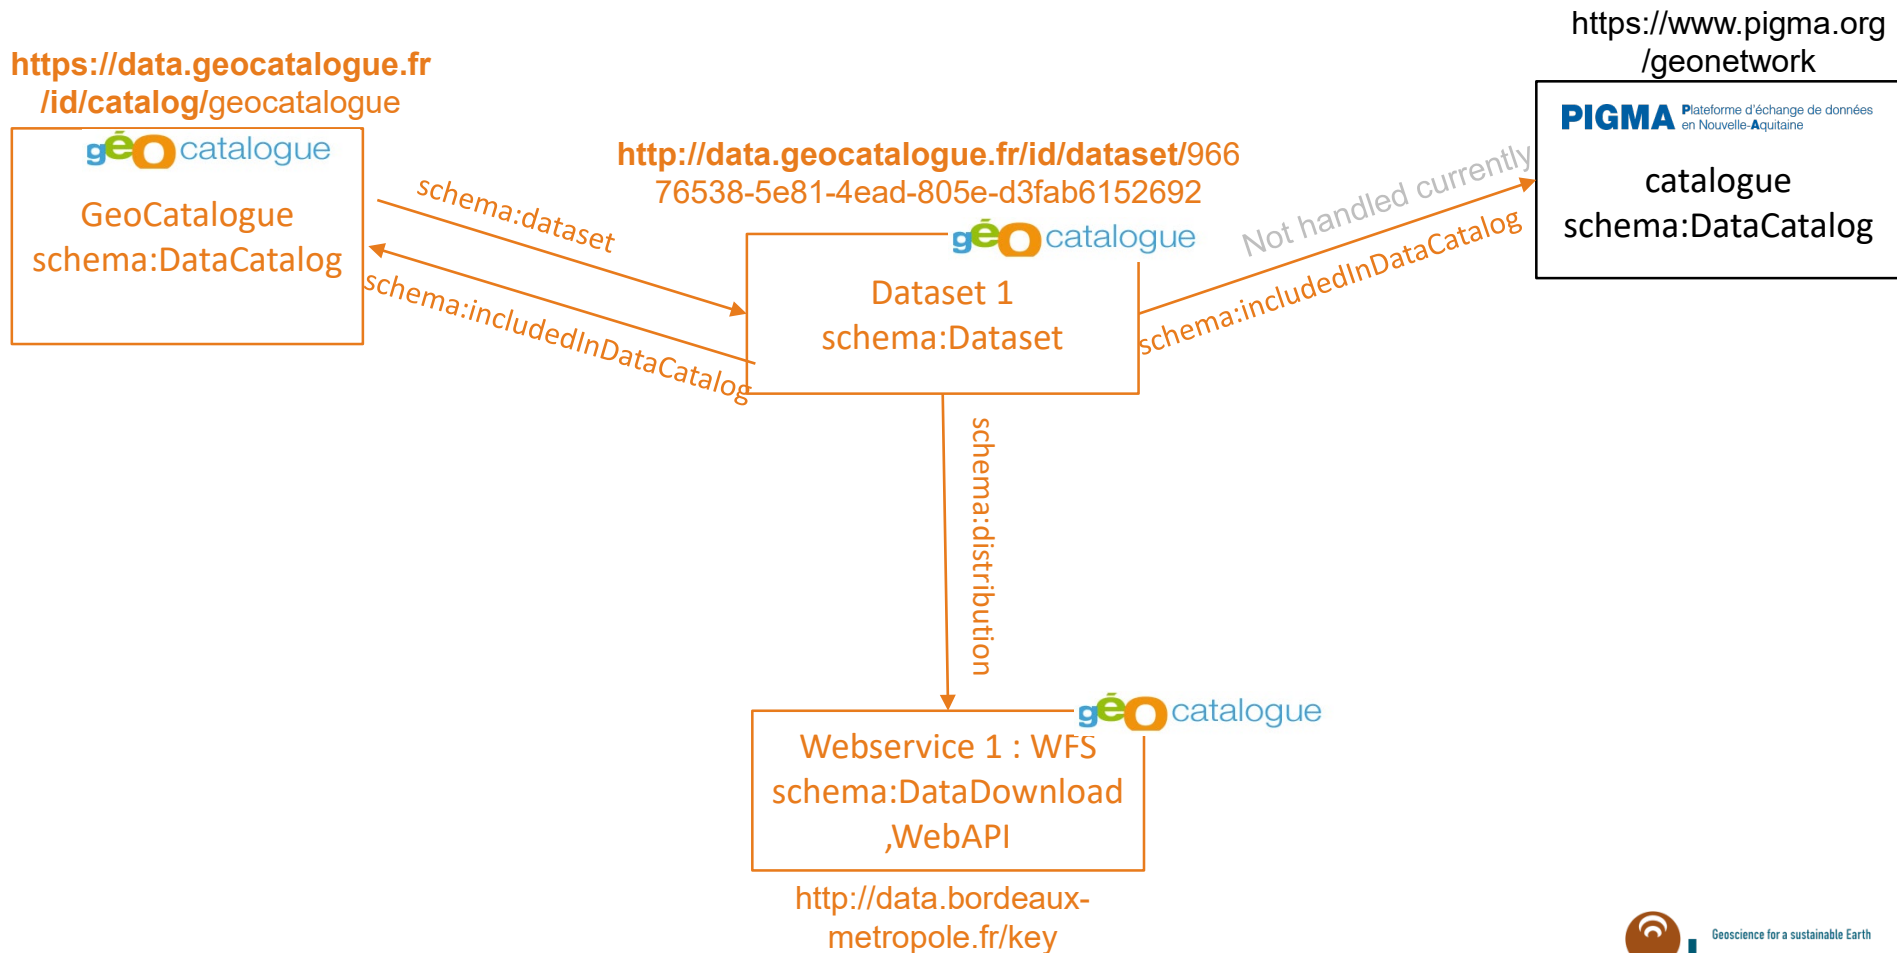 https://www.pigma.org
/geonetwork
https://data.geocatalogue.fr
/id/catalog/geocatalogue
géo catalogue
GeoCatalogue
schema:DataCatalog
schema:dataset
schema:includedInDataCatalog
http://data.geocatalogue.fr/id/dataset/966
76538-5e81-4ead-805e-d3fab6152692
géo catalogue
Dataset 1
schema:Dataset
Not handled currently
schema:includedInDataCatalog
PIGMA Plateforme d'échange de données
en Nouvelle-Aquitaine
catalogue
schema:DataCatalog
schema:distribution
géo catalogue
Webservice 1 : WFS
schema:DataDownload
,WebAPI
http://data.bordeaux-
metropole.fr/key
Geoscience for a sustainable Earth